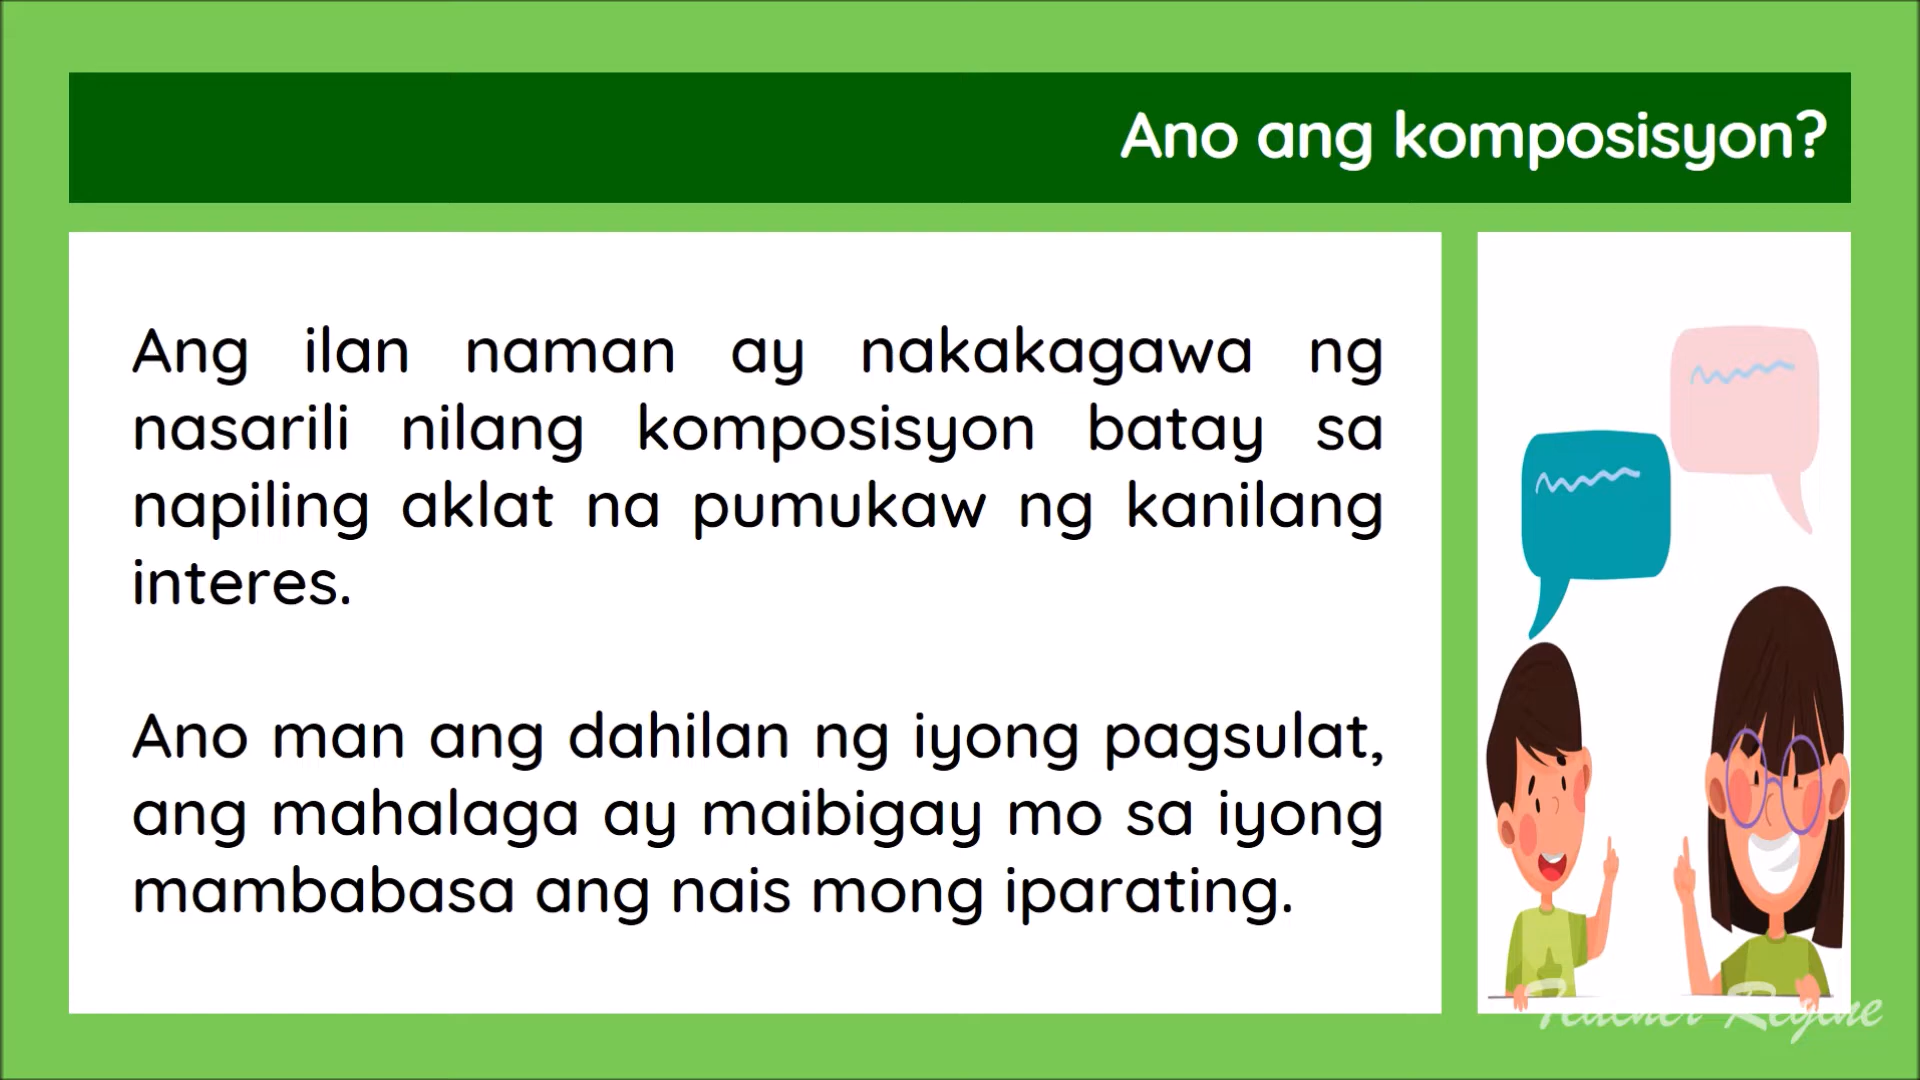 Ano ang komposisyon?
Ang ilan naman ay nakakagawa ng
nasarili nilang komposisyon batay sa
napiling aklat na pumukaw ng kanilang
interes.
Ano man ang dahilan ng iyong pagsulat,
ang mahalaga ay maibigay mo sa iyong
mambabasa ang nais mong iparating.
Teacher Regine